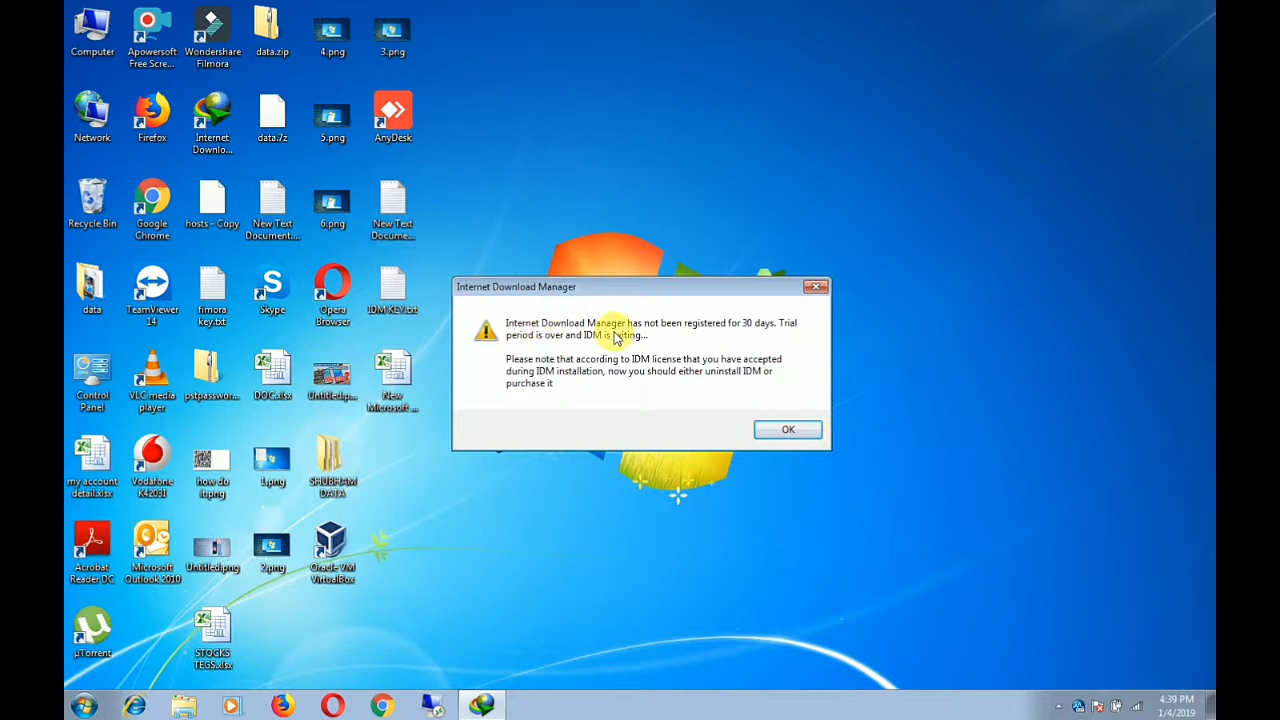 Computer
Apowersoft
Free Scre...
Wondershare
Filmora
data.zip
4.png
3.png
Network
Firefox
Internet
Downlo...
data.7z
5.png
AnyDesk
Recycle Bin
Google
Chrome
hosts - Copy
New Text
Document....
6.png
New Text
Docume...
data
TeamViewer
14
fimora
key.txt
Skype
Opera
Browser
IDM KEY.txt
Control
Panel
VLC media
player
pstpasswor...
DOC.xlsx
Untitled.p...
New
Microsoft ...
my account
detail.xlsx
Vodafone
K4203i
how do
it.png
1.png
SHUBHAM
DATA
Acrobat
Reader DC
Microsoft
Outlook 2010
Untitled.png
2.png
Oracle VM
VirtualBox
µTorrent
STOCKS
TEGS.xlsx
Internet Download Manager
Internet Download Manager has not been registered for 30 days. Trial
period is over and IDM is exiting...
Please note that according to IDM license that you have accepted
during IDM installation, now you should either uninstall IDM or
purchase it
OK
4:39 PM
1/4/2019